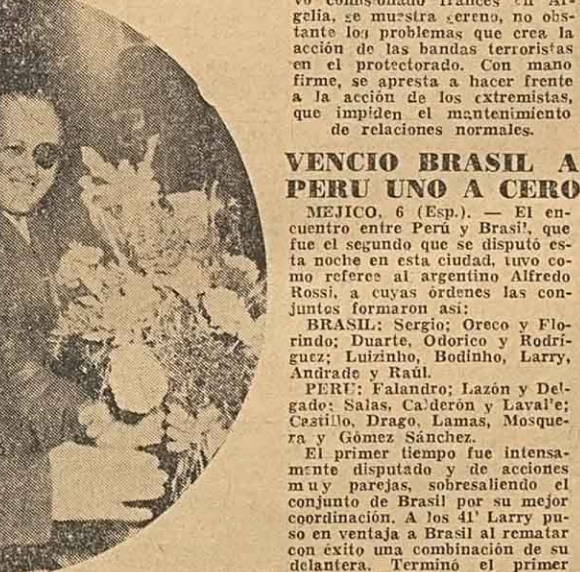 vo comisionado francés en Ar-
gelia, se muestra sereno, no obs-
tante los problemas que crea la
acción de las bandas terroristas
en el protectorado. Con mano
firme, se apresta a hacer frente
a la acción de los extremistas,
que impiden el mantenimiento
de relaciones normales.
VENCIO BRASIL A
PERU UNO A CERO
MEJICO, 6 (Esp.). — El en-
cuentro entre Perú y Brasil, que
fue el segundo que se disputó es-
ta noche en esta ciudad, tuvo co-
mo referee al argentino Alfredo
Rossi, a cuyas órdenes los con-
juntos formaron así:
BRASIL: Sergio; Oreco y Flo-
rindo; Duarte, Odorico y Rodrí-
guez; Luizinho, Bodinho, Larry,
Andrade y Raúl.
PERU: Falandro; Lazón y Del-
gado; Salas, Calderón y Laval'e;
Castillo, Drago, Lamas, Mosque-
ra y Gómez Sánchez.
El primer tiempo fue intensa-
mente disputado y de acciones
muy parejas, sobresaliendo el
conjunto de Brasil por su mejor
coordinación. A los 41' Larry pu-
so en ventaja a Brasil al rematar
con éxito una combinación de su
delantera. Terminó el primer